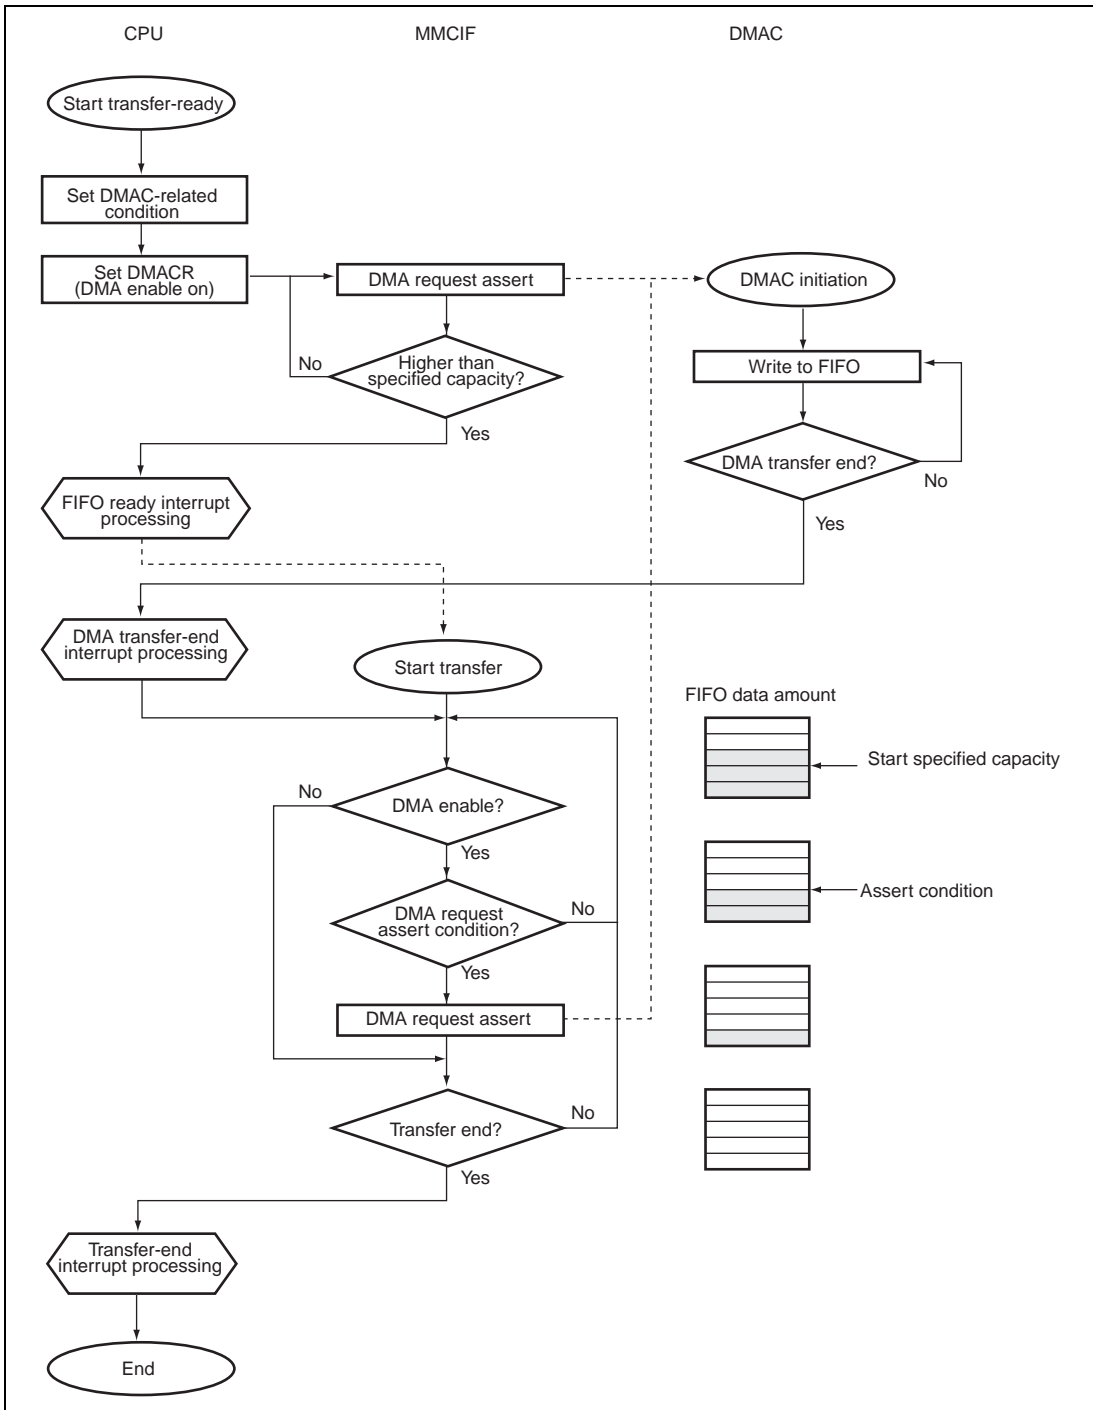 CPU
MMCIF
DMAC
Start transfer-ready
Set DMAC-related
condition
Set DMACR
(DMA enable on)
DMA request assert
DMAC initiation
No
Higher than
specified capacity?
Yes
Write to FIFO
DMA transfer end?
No
Yes
FIFO ready interrupt
processing
DMA transfer-end
interrupt processing
Start transfer
FIFO data amount
Start specified capacity
No
DMA enable?
Yes
Assert condition
DMA request
assert condition?
No
Yes
DMA request assert
Transfer end?
No
Yes
Transfer-end
interrupt processing
End